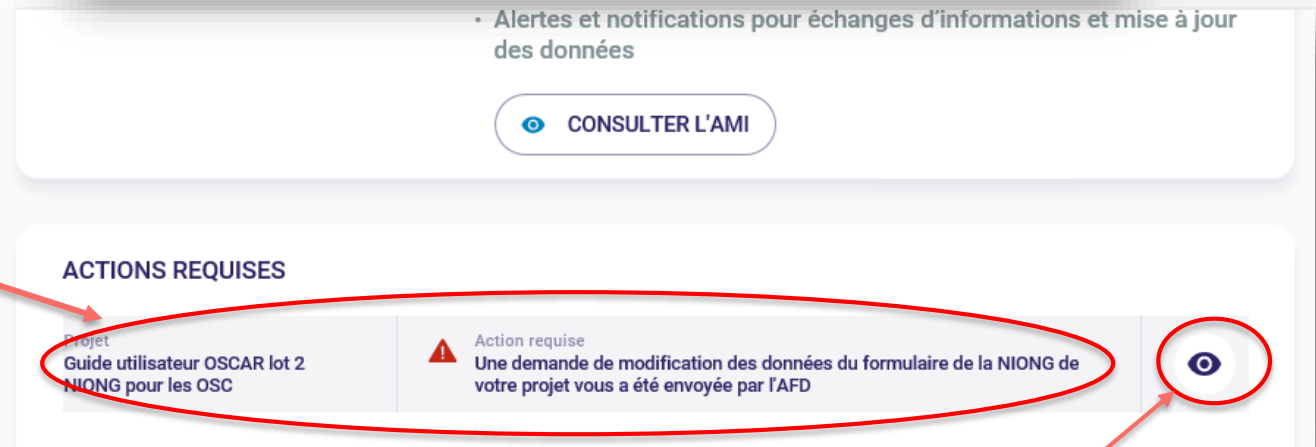 • Alertes et notifications pour échanges d'informations et mise à jour
des données
CONSULTER L'AMI
ACTIONS REQUISES
Projet
Guide utilisateur OSCAR lot 2
NIONG pour les OSC
Action requise
Une demande de modification des données du formulaire de la NIONG de
votre projet vous a été envoyée par l'AFD